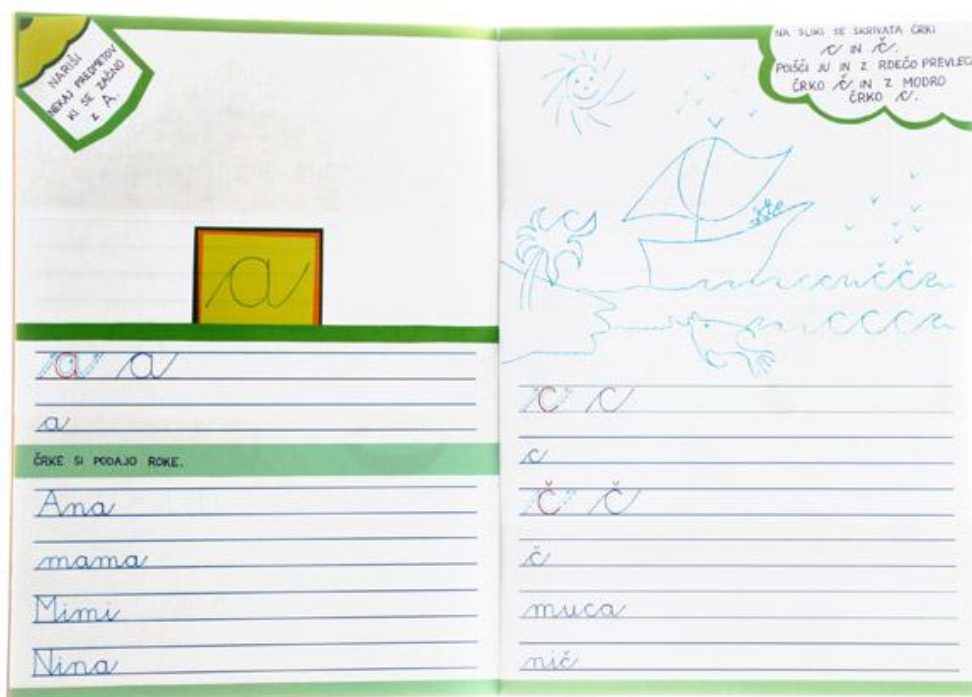 NARIŠI
NEKAJ PREDMETOV
KI SE ZAČNO
Z A.
a
a a
a
ČRKE SI PODAJO ROKE.
Ana
mama
Mimi
Nina
NA SLIKI SE SKRIVATA ČRKI
c IN č.
POIŠČI JU IN Z RDEČO PREVLECI
ČRKO č IN Z MODRO
ČRKO c.
c c
c
č č
č
muca
nič